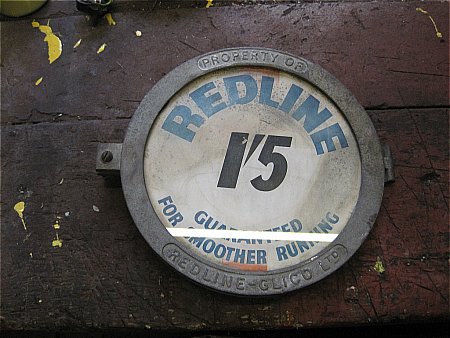 PROPERTY OF
REDLINE
1'5
GUARANTEED
FOR SMOOTHER RUNNING
REDLINE-GLICO LTD